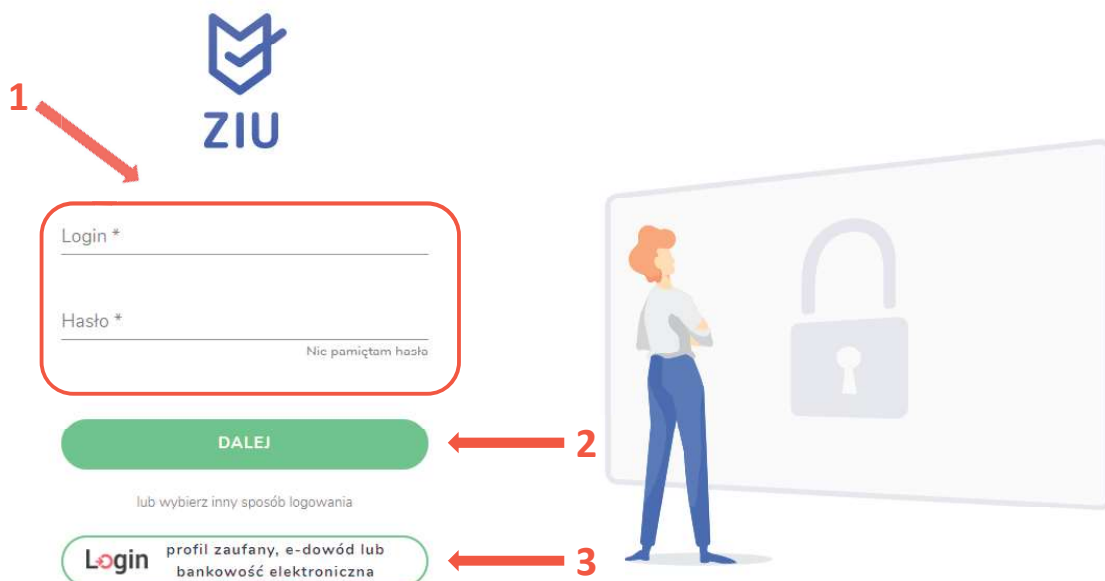 ZIU
1
Login *
Hasło *
Nie pamiętam hasła
DALEJ
2
lub wybierz inny sposób logowania
Login
profil zaufany, e-dowód lub
bankowość elektroniczna
3